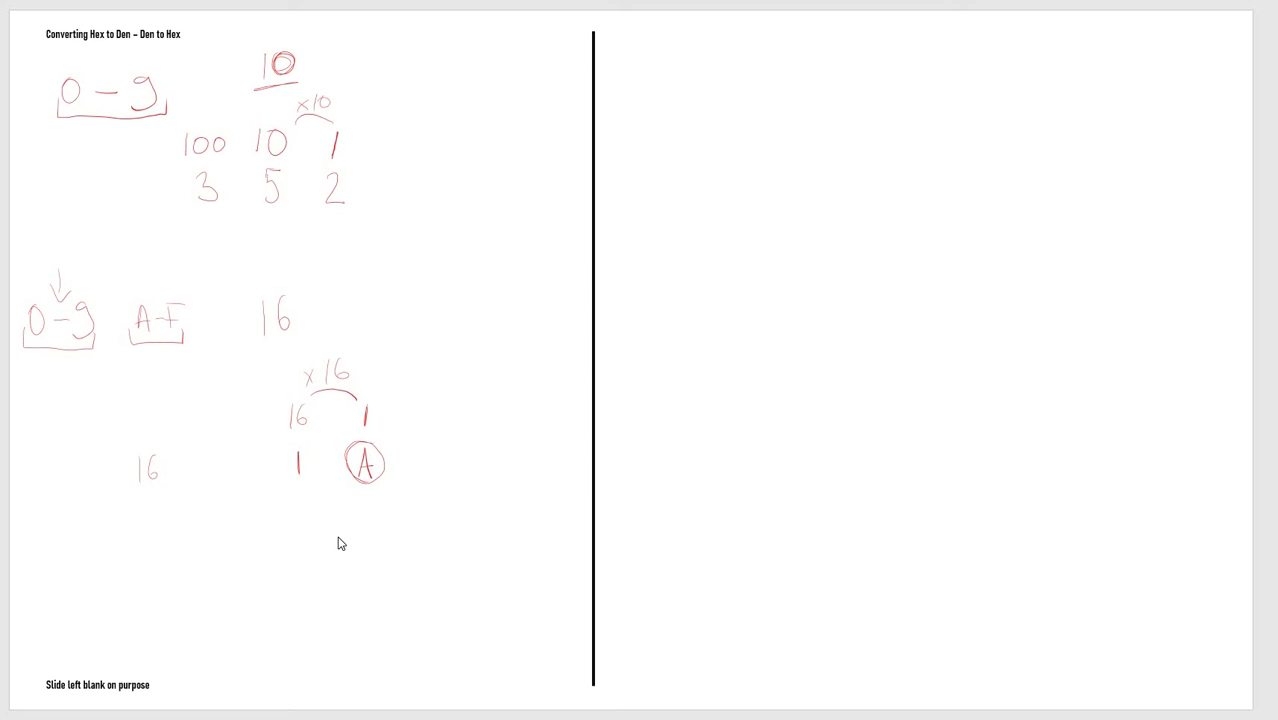 Converting Hex to Den – Den to Hex
10
0 - 9
x10
100 10 1
3 5 2
0 - 9 A-F 16
x 16
16 1
16 1 A
Slide left blank on purpose